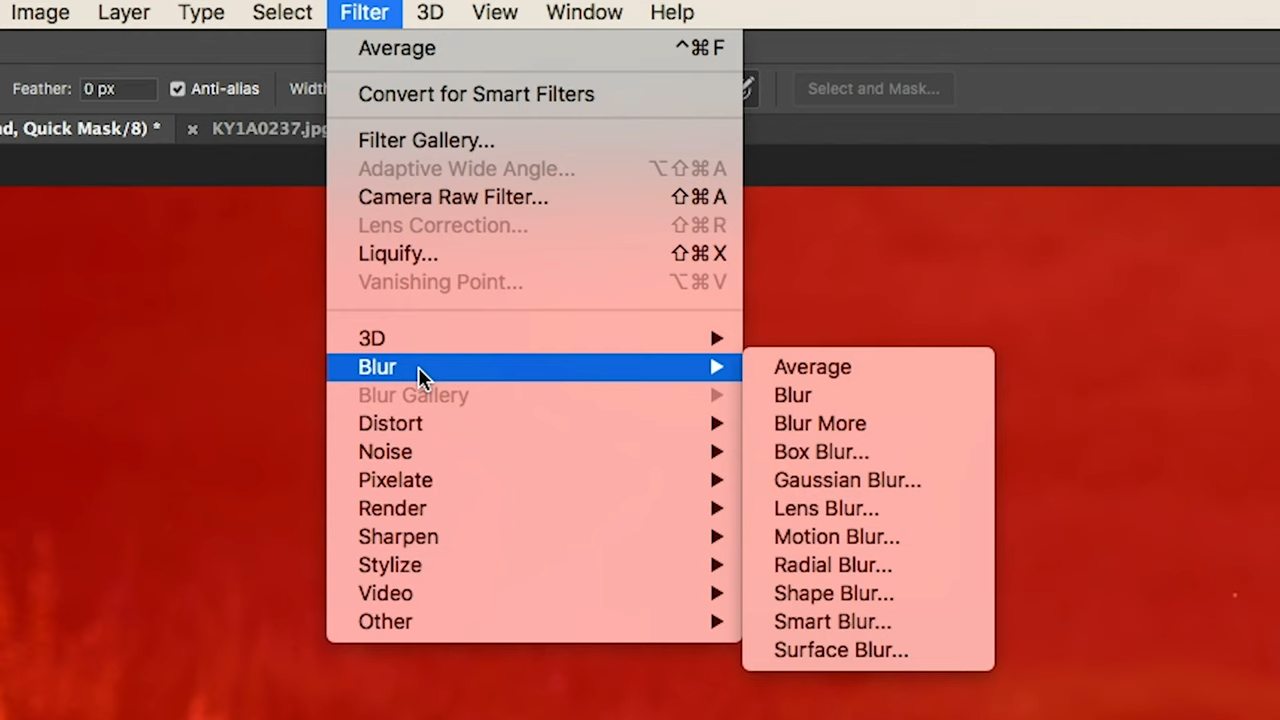 Image Layer Type Select Filter 3D View Window Help
Average ^⌘F
Feather: 0 px Anti-alias Select and Mask...
Convert for Smart Filters
nd, Quick Mask/8) * × KY1A0237.jpg
Filter Gallery...
Adaptive Wide Angle... ⌥⇧⌘A
Camera Raw Filter... ⇧⌘A
Lens Correction... ⇧⌘R
Liquify... ⇧⌘X
Vanishing Point... ⌥⌘V
3D
Blur
Blur Gallery
Distort
Noise
Pixelate
Render
Sharpen
Stylize
Video
Other
Average
Blur
Blur More
Box Blur...
Gaussian Blur...
Lens Blur...
Motion Blur...
Radial Blur...
Shape Blur...
Smart Blur...
Surface Blur...